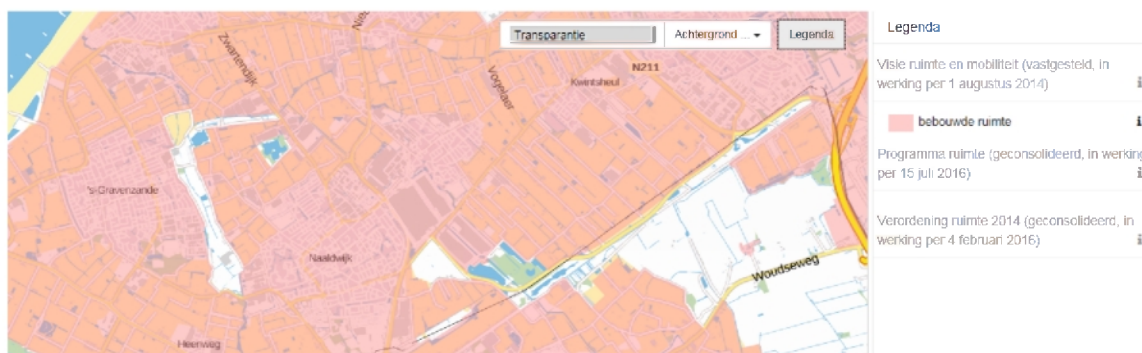 Transparantie
Achtergrond ...
Legenda
Zwartendijk
Vogelaer
N211
Kwintsheul
's-Gravenzande
Naaldwijk
Woudseweg
Heenweg
Legenda
Visie ruimte en mobiliteit (vastgesteld, in
werking per 1 augustus 2014)
i
bebouwde ruimte
i
Programma ruimte (geconsolideerd, in werking
per 15 juli 2016)
i
Verordening ruimte 2014 (geconsolideerd, in
werking per 4 februari 2016)
i